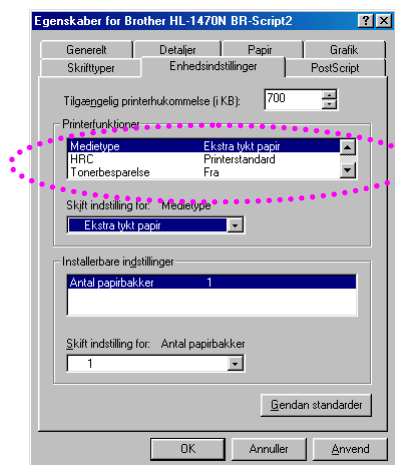 Egenskaber for Brother HL-1470N BR-Script2
Generelt Detaljer Papir Grafik
Skrifttyper Enhedsindstillinger PostScript
Tilgængelig printerhukommelse (i KB): 700
Printerfunktioner
Medietype Ekstra tykt papir
HRC Printerstandard
Tonerbesparelse Fra
Skift indstilling for: Medietype
Ekstra tykt papir
Installerbare indstillinger
Antal papirbakker 1
Skift indstilling for: Antal papirbakker
1
Gendan standarder
OK Annuller Anvend